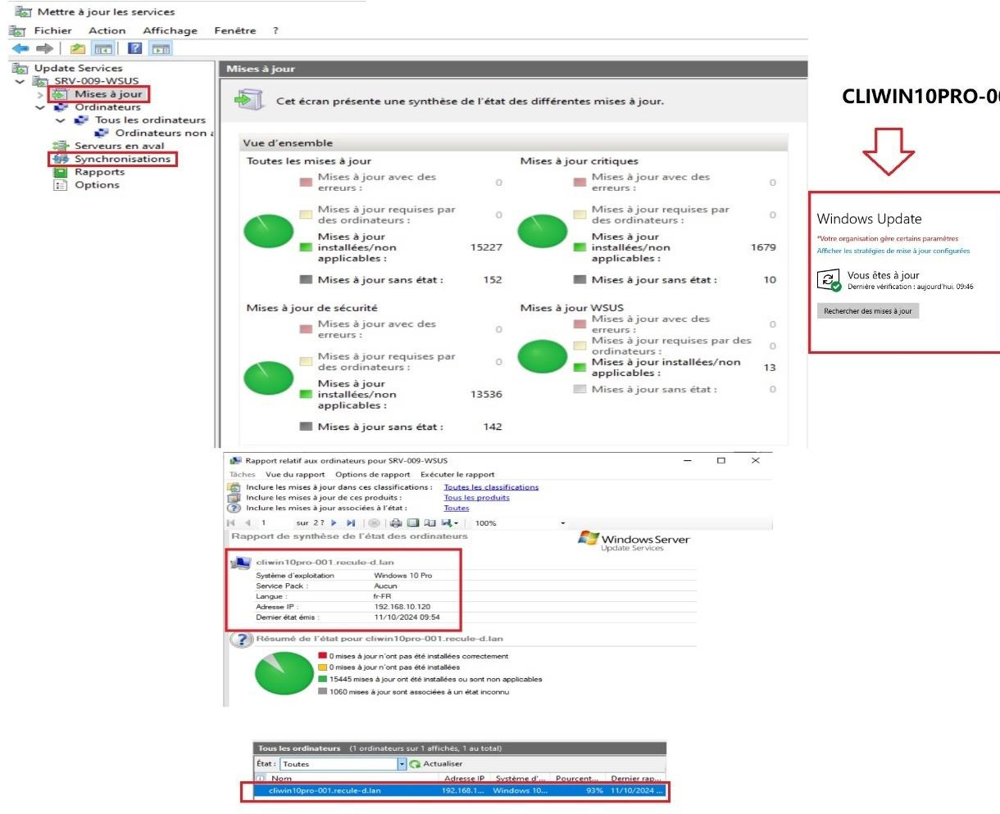 Mettre à jour les services
Fichier Action Affichage Fenêtre ?
Update Services
SRV-009-WSUS
Mises à jour
Ordinateurs
Tous les ordinateurs
Ordinateurs non a
Serveurs en aval
Synchronisations
Rapports
Options
Mises à jour
Cet écran présente une synthèse de l'état des différentes mises à jour.
Vue d'ensemble
Toutes les mises à jour
Mises à jour avec des
erreurs : 0
Mises à jour requises par
des ordinateurs : 0
Mises à jour
installées/non 15227
applicables :
Mises à jour sans état : 152
Mises à jour critiques
Mises à jour avec des
erreurs : 0
Mises à jour requises par
des ordinateurs : 0
Mises à jour
installées/non 1679
applicables :
Mises à jour sans état : 10
Mises à jour de sécurité
Mises à jour avec des
erreurs : 0
Mises à jour requises par
des ordinateurs : 0
Mises à jour
installées/non 13536
applicables :
Mises à jour sans état : 142
Mises à jour WSUS
Mises à jour avec des
erreurs : 0
Mises à jour requises par des
ordinateurs : 0
Mises à jour installées/non
applicables : 13
Mises à jour sans état : 0
CLIWIN10PRO-00
Windows Update
*Votre organisation gère certains paramètres
Afficher les stratégies de mise à jour configurées
Vous êtes à jour
Dernière vérification : aujourd'hui, 09:46
Rechercher des mises à jour
Rapport relatif aux ordinateurs pour SRV-009-WSUS
Tâches Vue du rapport Options de rapport Exécuter le rapport
Inclure les mises à jour dans ces classifications : Toutes les classifications
Inclure les mises à jour de ces produits : Tous les produits
Inclure les mises à jour associées à l'état : Toutes
1 sur 2 ? 100%
Rapport de synthèse de l'état des ordinateurs
Windows Server
Update Services
cliwin10pro-001.recule-d.lan
Système d'exploitation Windows 10 Pro
Service Pack : Aucun
Langue : fr-FR
Adresse IP : 192.168.10.120
Dernier état émis : 11/10/2024 09:54
Résumé de l'état pour cliwin10pro-001.recule-d.lan
0 mises à jour n'ont pas été installées correctement
0 mises à jour n'ont pas été installées
15445 mises à jour ont été installées ou sont non applicables
1060 mises à jour sont associées à un état inconnu
Tous les ordinateurs (1 ordinateurs sur 1 affichés, 1 au total)
État : Toutes Actualiser
Nom Adresse IP Système d'... Pourcent... Dernier rap...
cliwin10pro-001.recule-d.lan 192.168.1... Windows 10... 93% 11/10/2024 ...